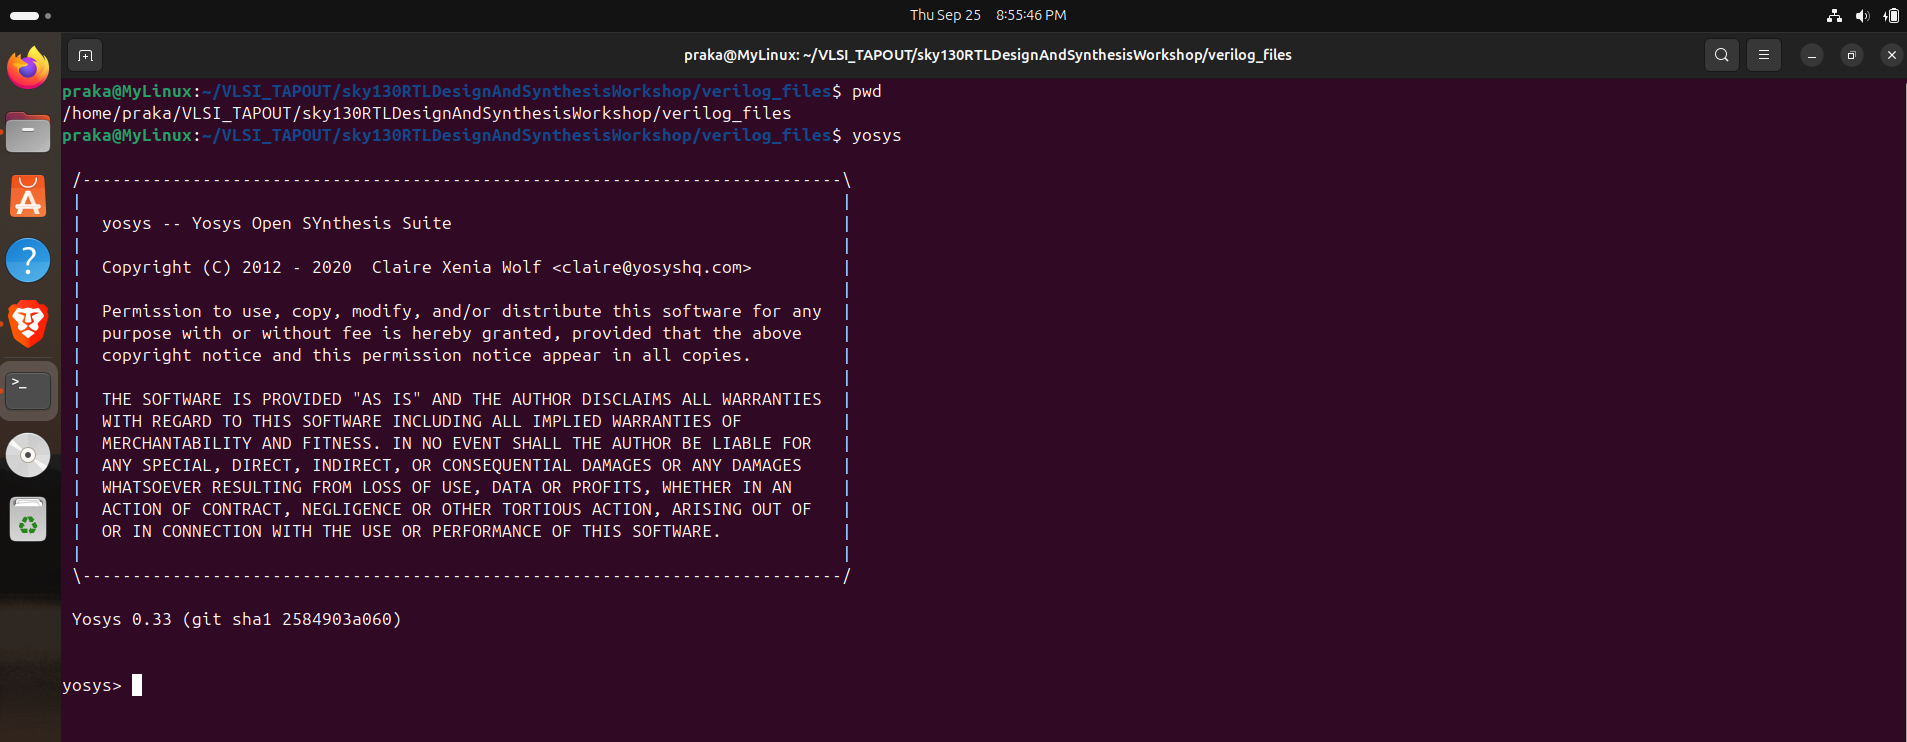 Thu Sep 25 8:55:46 PM
praka@MyLinux: ~/VLSI_TAPOUT/sky130RTLDesignAndSynthesisWorkshop/verilog_files
praka@MyLinux:~/VLSI_TAPOUT/sky130RTLDesignAndSynthesisWorkshop/verilog_files$ pwd
/home/praka/VLSI_TAPOUT/sky130RTLDesignAndSynthesisWorkshop/verilog_files
praka@MyLinux:~/VLSI_TAPOUT/sky130RTLDesignAndSynthesisWorkshop/verilog_files$ yosys
/----------------------------------------------------------------------------\
| |
| yosys -- Yosys Open SYnthesis Suite |
| |
| Copyright (C) 2012 - 2020 Claire Xenia Wolf <claire@yosyshq.com> |
| |
| Permission to use, copy, modify, and/or distribute this software for any |
| purpose with or without fee is hereby granted, provided that the above |
| copyright notice and this permission notice appear in all copies. |
| |
| THE SOFTWARE IS PROVIDED "AS IS" AND THE AUTHOR DISCLAIMS ALL WARRANTIES |
| WITH REGARD TO THIS SOFTWARE INCLUDING ALL IMPLIED WARRANTIES OF |
| MERCHANTABILITY AND FITNESS. IN NO EVENT SHALL THE AUTHOR BE LIABLE FOR |
| ANY SPECIAL, DIRECT, INDIRECT, OR CONSEQUENTIAL DAMAGES OR ANY DAMAGES |
| WHATSOEVER RESULTING FROM LOSS OF USE, DATA OR PROFITS, WHETHER IN AN |
| ACTION OF CONTRACT, NEGLIGENCE OR OTHER TORTIOUS ACTION, ARISING OUT OF |
| OR IN CONNECTION WITH THE USE OR PERFORMANCE OF THIS SOFTWARE. |
| |
\----------------------------------------------------------------------------/
Yosys 0.33 (git sha1 2584903a060)
yosys>